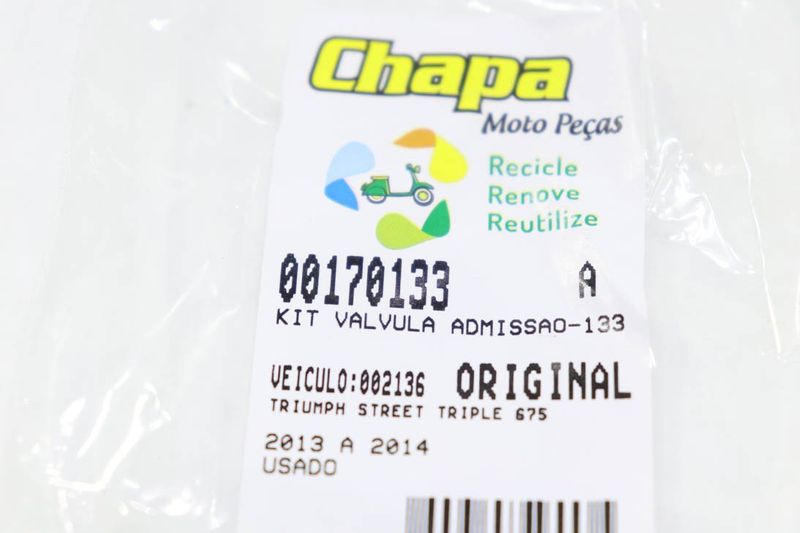 Chapa
Moto Peças
Recicle
Renove
Reutilize
00170133 A
KIT VALVULA ADMISSAO-133
VEICULO:002136 ORIGINAL
TRIUMPH STREET TRIPLE 675
2013 A 2014
USADO